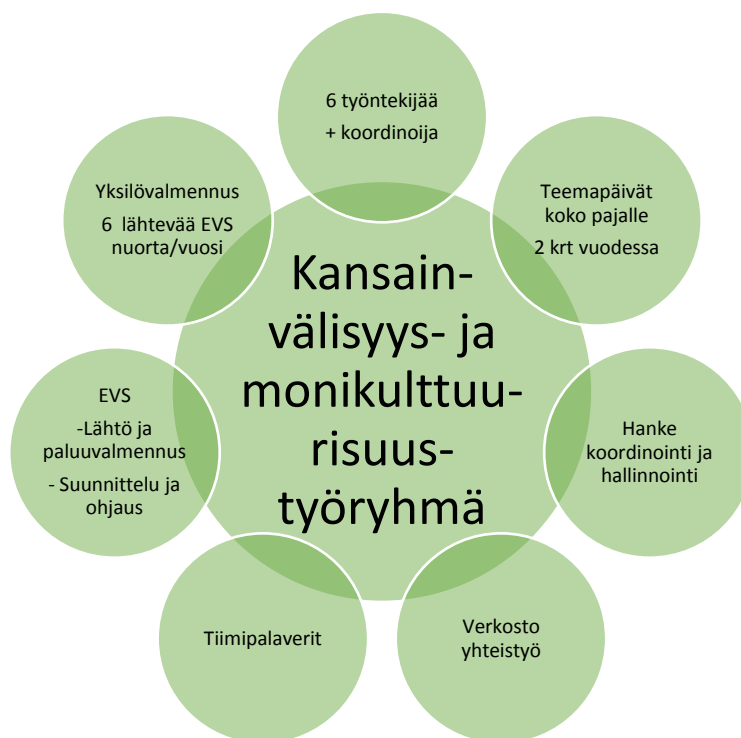 6 työntekijää
+ koordinoija
Teemapäivät
koko pajalle
2 krt vuodessa
Hanke
koordinointi ja
hallinnointi
Verkosto
yhteistyö
Tiimipalaverit
EVS
-Lähtö ja
paluuvalmennus
- Suunnittelu ja
ohjaus
Yksilövalmennus
6 lähtevää EVS
nuorta/vuosi
Kansain-
välisyys- ja
monikulttuu-
risuus-
työryhmä